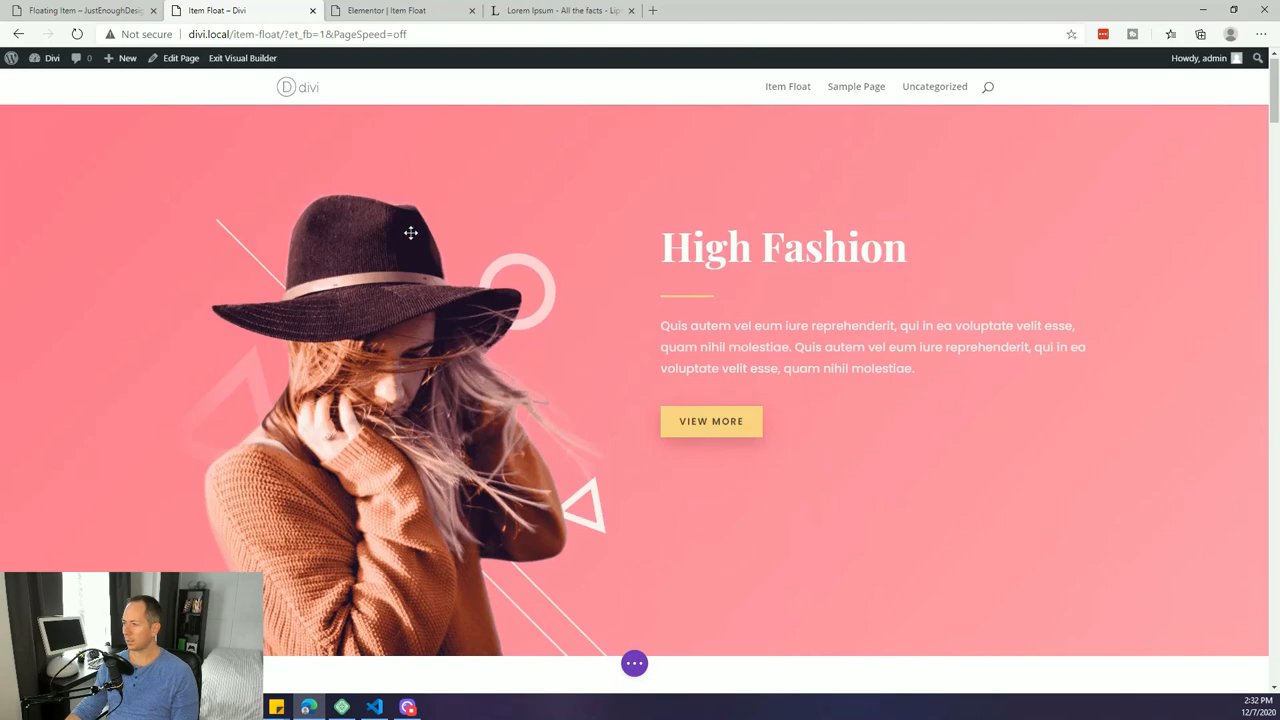 Floating Item – JustEnoughDesig
Item Float – Divi
Elementor | Item Float
Lorem Ipsum - All the facts - Lip
Not secure
divi.local/item-float/?et_fb=1&PageSpeed=off
Divi
0
New
Edit Page
Exit Visual Builder
Howdy, admin
D divi
Item Float
Sample Page
Uncategorized
High Fashion
Quis autem vel eum iure reprehenderit, qui in ea voluptate velit esse,
quam nihil molestiae. Quis autem vel eum iure reprehenderit, qui in ea
voluptate velit esse, quam nihil molestiae.
VIEW MORE
2:32 PM
12/7/2020